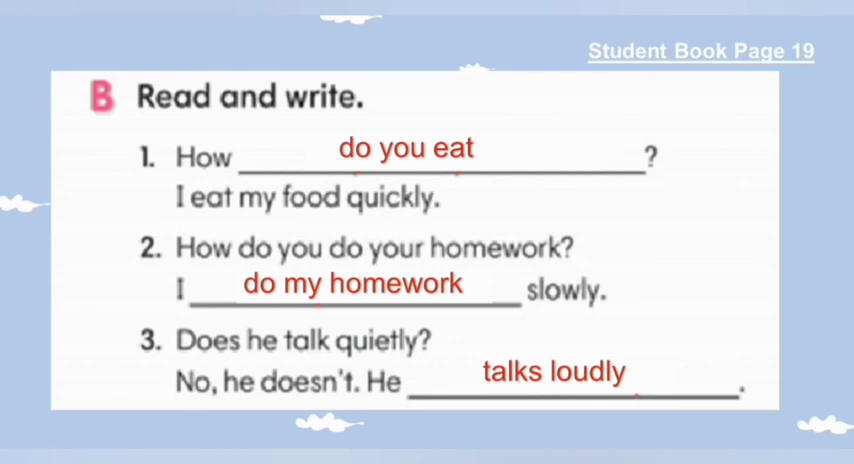 Student Book Page 19
B Read and write.
1. How do you eat ?
I eat my food quickly.
2. How do you do your homework?
I do my homework slowly.
3. Does he talk quietly?
No, he doesn't. He talks loudly .